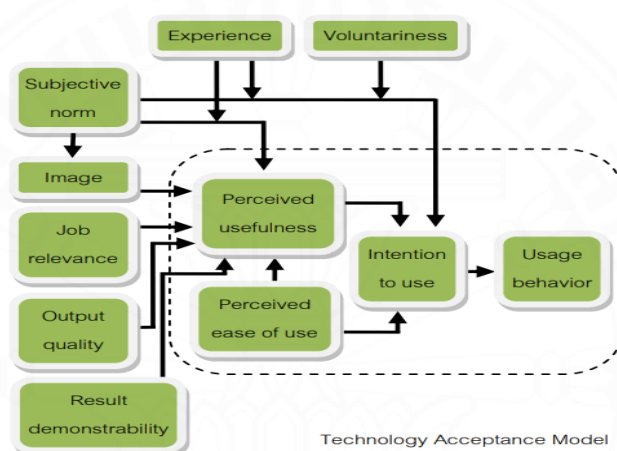 Experience
Voluntariness
Subjective
norm
Image
Job
relevance
Output
quality
Result
demonstrability
Perceived
usefulness
Perceived
ease of use
Intention
to use
Usage
behavior
Technology Acceptance Model